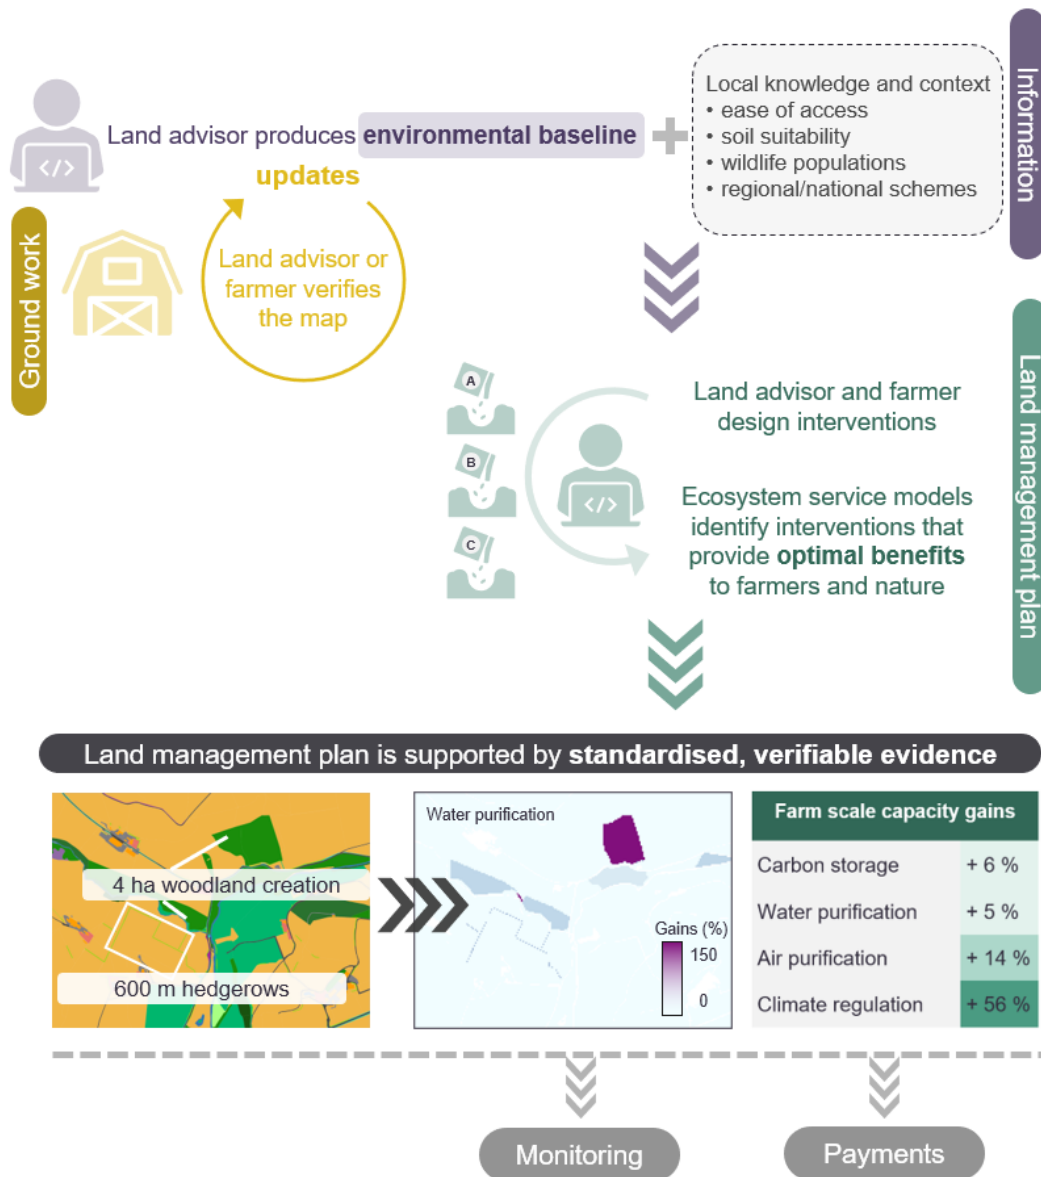 Information
Land advisor produces environmental baseline
Local knowledge and context
• ease of access
• soil suitability
• wildlife populations
• regional/national schemes
</>
updates
Ground work
Land advisor or
farmer verifies
the map
Land management plan
A
B
C
</>
Land advisor and farmer
design interventions
Ecosystem service models
identify interventions that
provide optimal benefits
to farmers and nature
Land management plan is supported by standardised, verifiable evidence
4 ha woodland creation
600 m hedgerows
Water purification
Gains (%)
150
0
Farm scale capacity gains
Carbon storage + 6 %
Water purification + 5 %
Air purification + 14 %
Climate regulation + 56 %
Monitoring
Payments